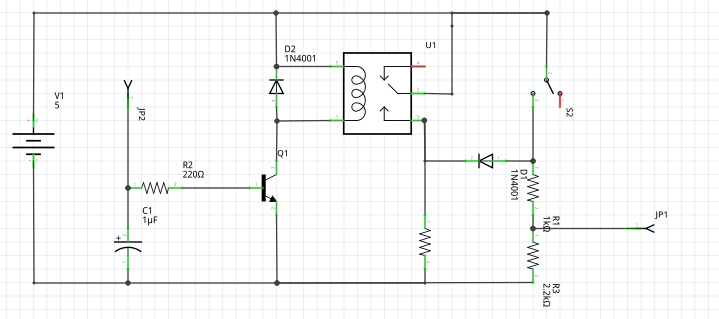 U1
D2
1N4001
V1
5
JP2
S2
Q1
R2
220Ω
D1
1N4001
C1
1µF
+
R1
1kΩ
JP1
R3
2.2kΩ